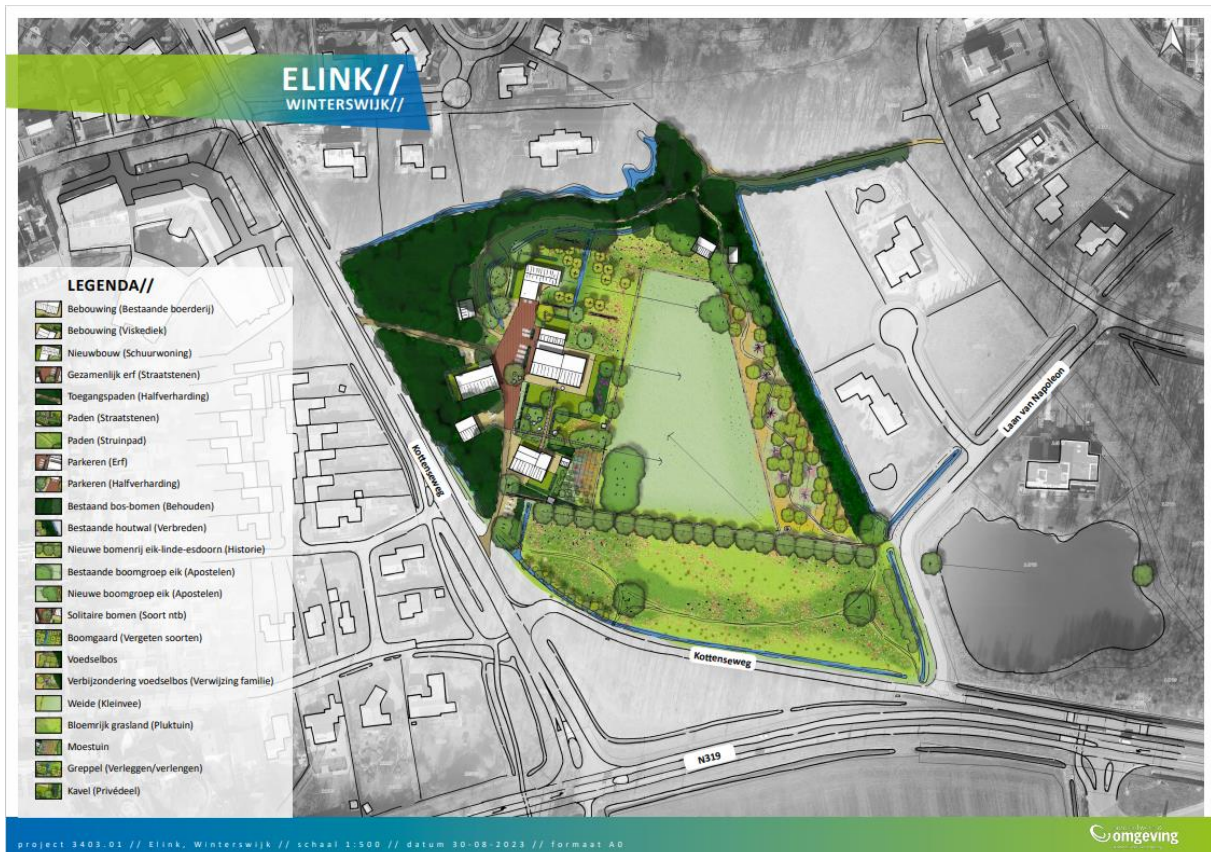 ELINK//
WINTERSWIJK//
LEGENDA//
Bebouwing (Bestaande boerderij)
Bebouwing (Viskediek)
Nieuwbouw (Schuurwoning)
Gezamenlijk erf (Straatstenen)
Toegangspaden (Halfverharding)
Paden (Straatstenen)
Paden (Struinpad)
Parkeren (Erf)
Parkeren (Halfverharding)
Bestaand bos-bomen (Behouden)
Bestaande houtwal (Verbreden)
Nieuwe bomenrij eik-linde-esdoorn (Historie)
Bestaande boomgroep eik (Apostelen)
Nieuwe boomgroep eik (Apostelen)
Solitaire bomen (Soort ntb)
Boomgaard (Vergeten soorten)
Voedselbos
Verbijzondering voedselbos (Verwijzing familie)
Weide (Kleinvee)
Bloemrijk grasland (Pluktuin)
Moestuin
Greppel (Verleggen/verlengen)
Kavel (Privédeel)
Kottenseweg
Laan van Napoleon
Kottenseweg
N319
project 3403.01 // Elink, Winterswijk // schaal 1:500 // datum 30-08-2023 // formaat A0
omgeving